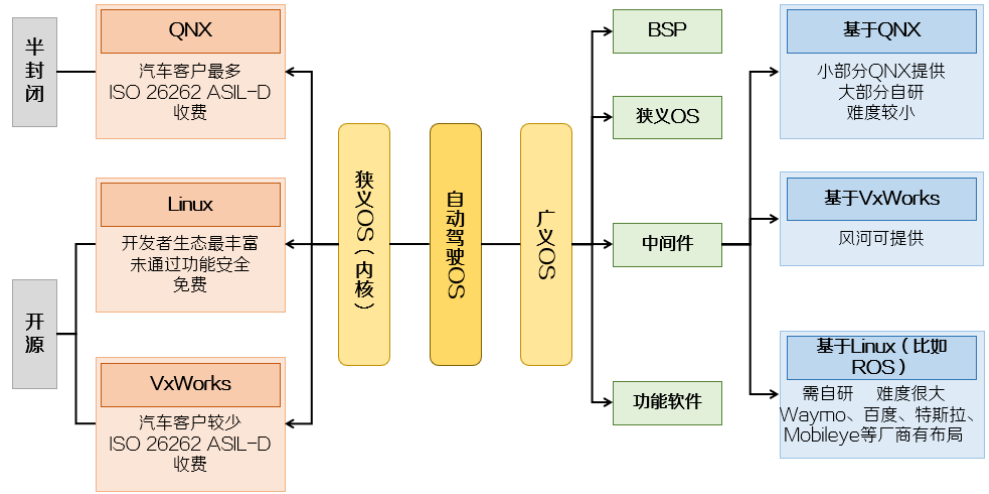 半封闭
QNX
汽车客户最多
ISO 26262 ASIL-D
收费
开源
Linux
开发者生态最丰富
未通过功能安全
免费
VxWorks
汽车客户较少
ISO 26262 ASIL-D
收费
狭义OS（内核）
自动驾驶OS
广义OS
BSP
狭义OS
中间件
功能软件
基于QNX
小部分QNX提供
大部分自研
难度较小
基于VxWorks
风河可提供
基于Linux（比如
ROS）
需自研 难度很大
Waymo、百度、特斯拉、
Mobileye等厂商有布局